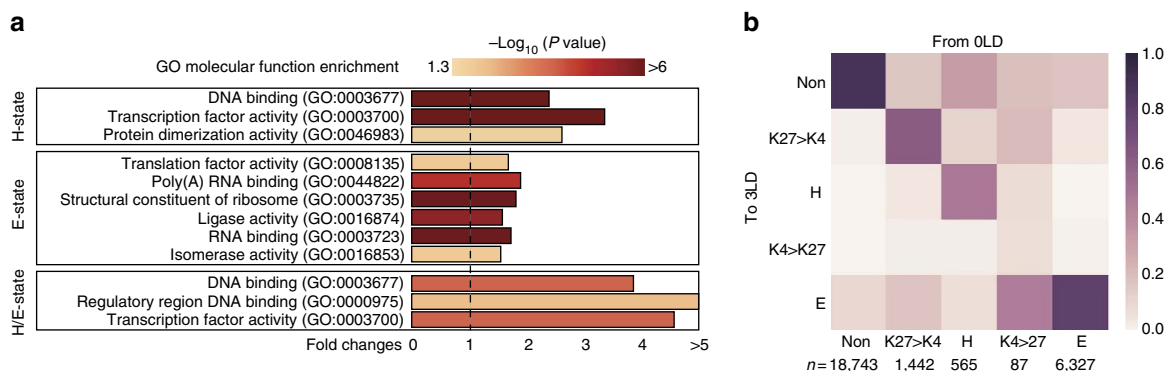 a
–Log10 (P value)
GO molecular function enrichment 1.3 >6
H-state
DNA binding (GO:0003677)
Transcription factor activity (GO:0003700)
Protein dimerization activity (GO:0046983)
E-state
Translation factor activity (GO:0008135)
Poly(A) RNA binding (GO:0044822)
Structural constituent of ribosome (GO:0003735)
Ligase activity (GO:0016874)
RNA binding (GO:0003723)
Isomerase activity (GO:0016853)
H/E-state
DNA binding (GO:0003677)
Regulatory region DNA binding (GO:0000975)
Transcription factor activity (GO:0003700)
Fold changes 0 1 2 3 4 >5
b
From 0LD
To 3LD
Non
K27>K4
H
K4>K27
E
Non K27>K4 H K4>27 E
n=18,743 1,442 565 87 6,327
1.0
0.8
0.6
0.4
0.2
0.0